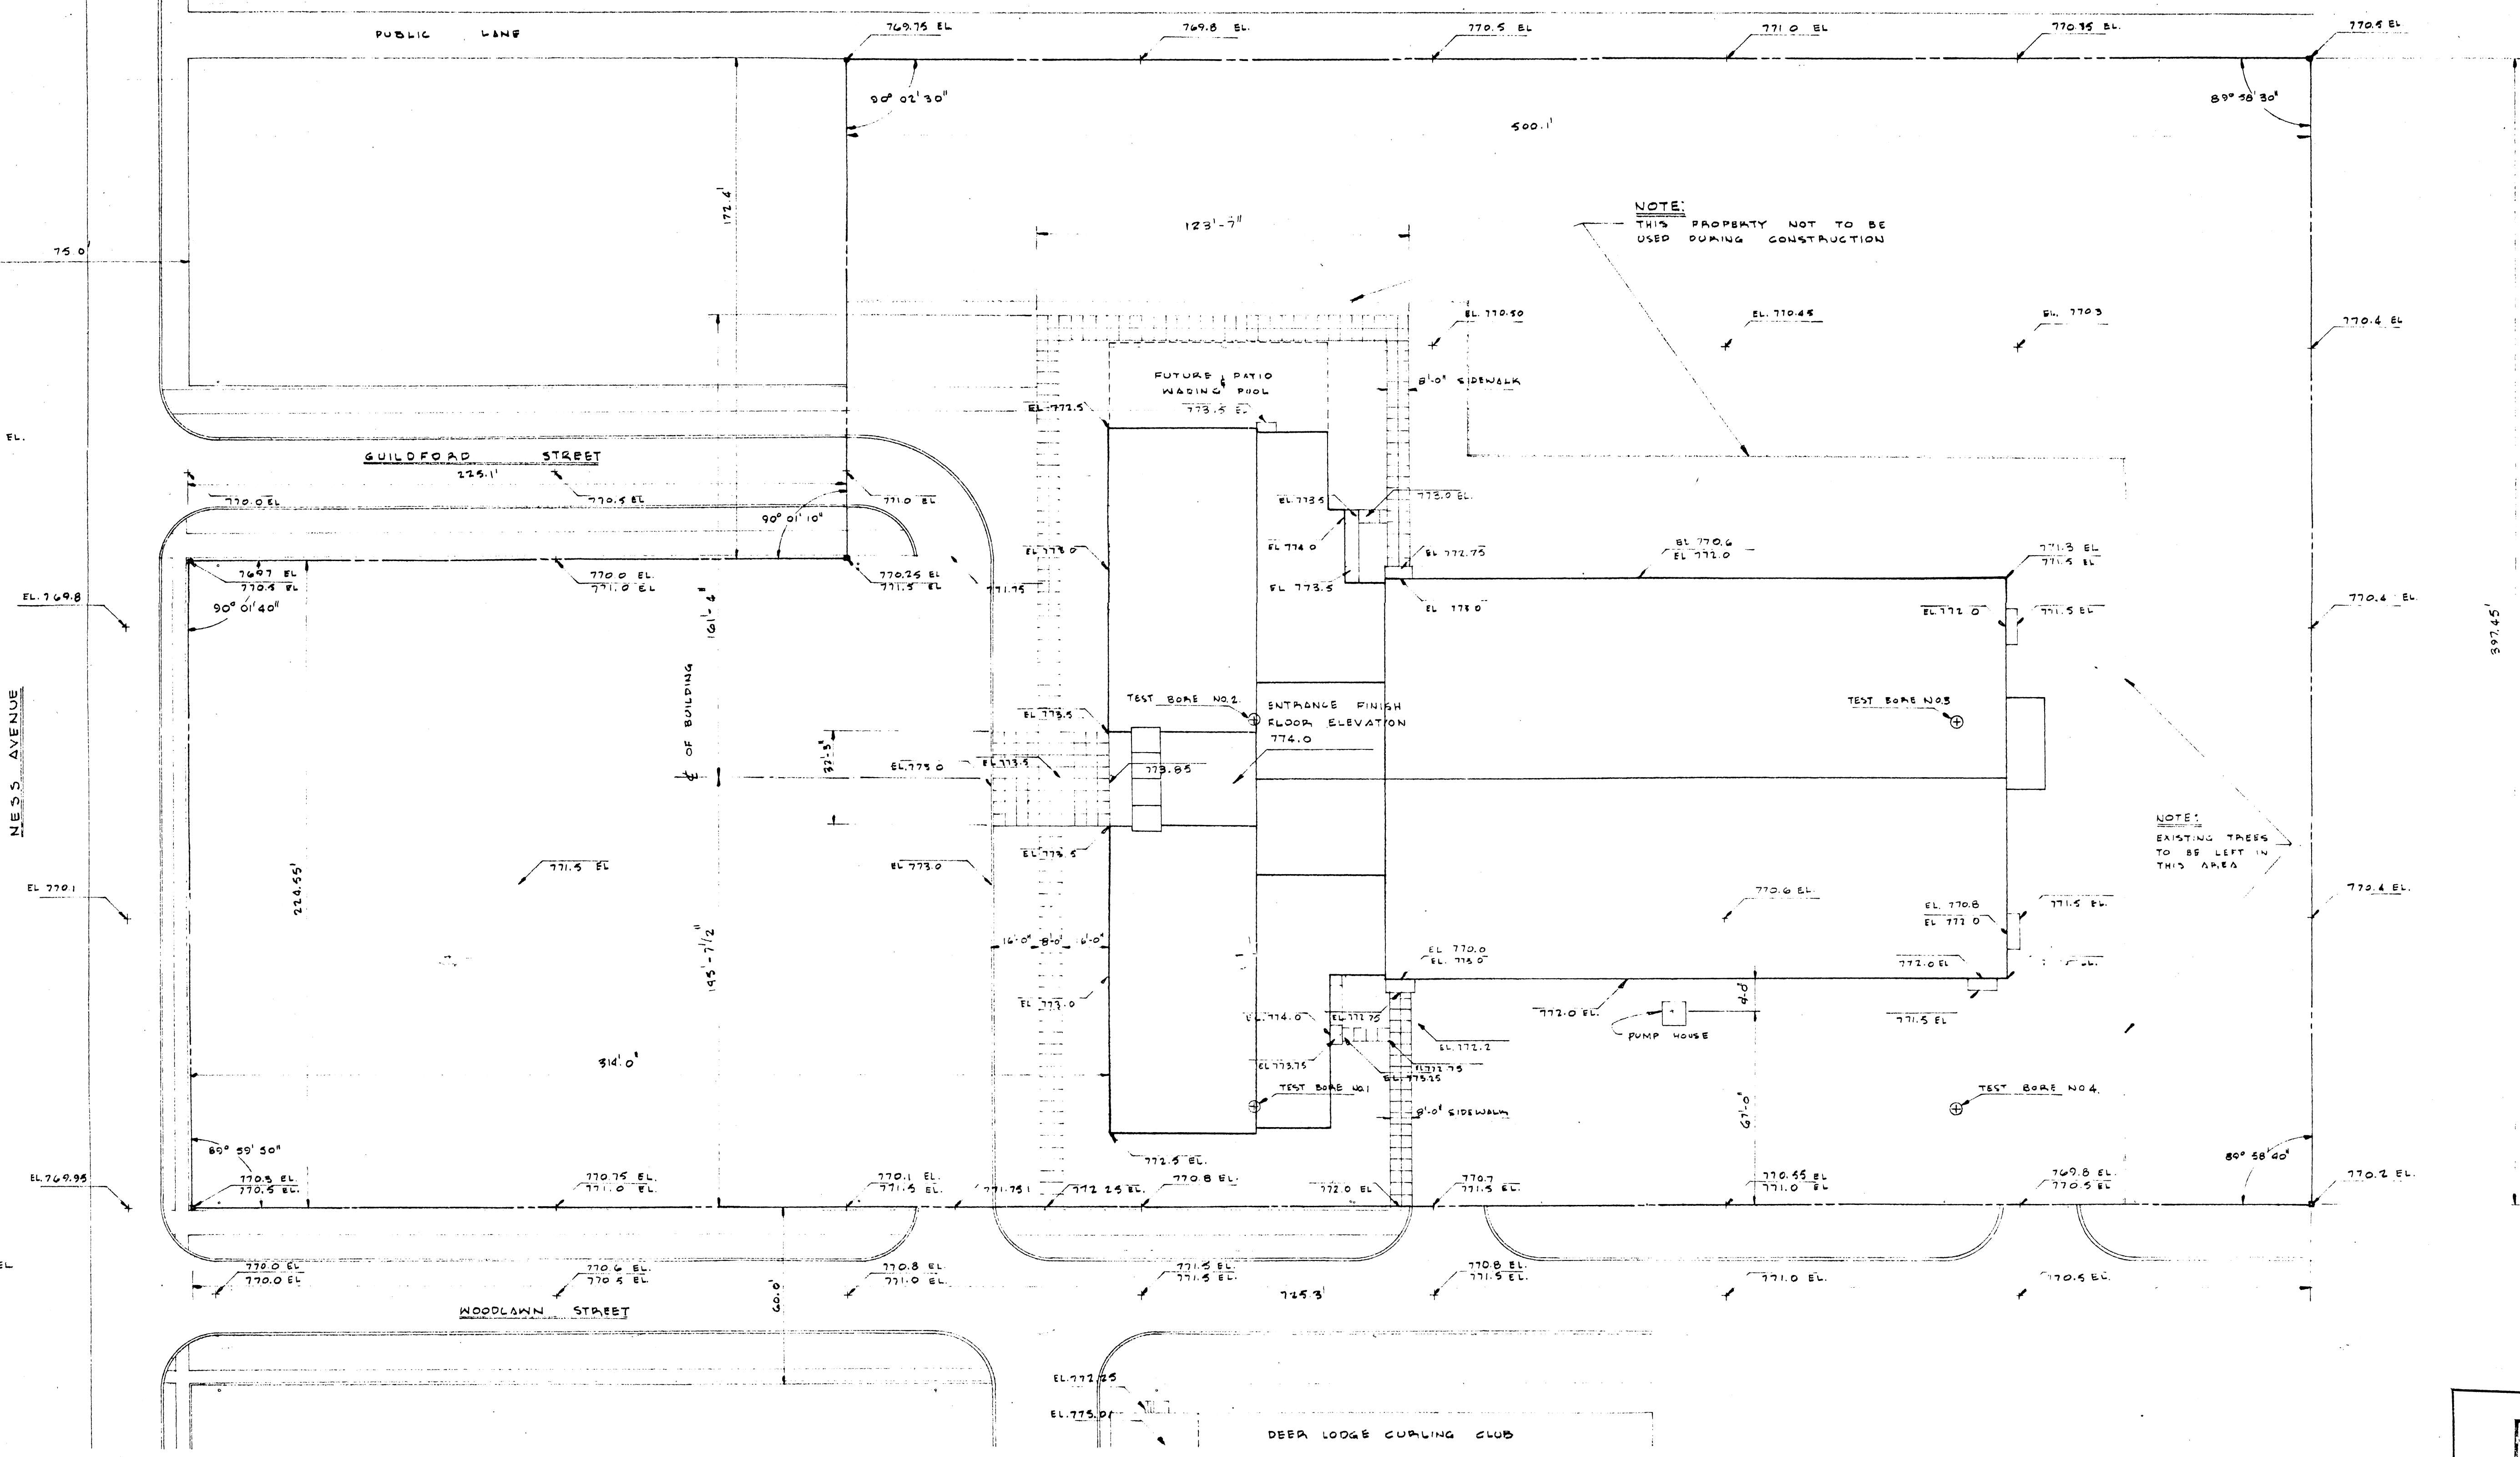 PUBLIC LANE
769.75 EL
769.8 EL.
770.5 EL
771.0 EL
770.75 EL.
770.5 EL
90° 02' 30"
89° 58' 30"
500.1'
172.4'
123'-7"
NOTE:
THIS PROPERTY NOT TO BE
USED DURING CONSTRUCTION
75.0'
EL. 770.50
EL. 770.45
EL. 770.3
770.4 EL
FUTURE PATIO
&
WADING POOL
773.5 EL
8'-0" SIDEWALK
EL. 772.5
EL.
GUILDFORD STREET
225.1'
770.0 EL
770.5 EL
771.0 EL
90° 01' 10"
EL. 773.5
773.0 EL.
EL 773.0
EL 774.0
EL 772.75
EL 770.6
EL 772.0
771.3 EL
771.5 EL
769.7 EL
770.5 EL
770.0 EL.
771.0 EL
770.25 EL
771.5 EL
771.75
EL 773.5
EL 773.0
90° 01' 40"
EL. 769.8
161'-4"
EL. 772.0
771.5 EL
770.4 EL.
397.45'
NESS AVENUE
℄ OF BUILDING
TEST BORE NO. 2.
ENTRANCE FINISH
FLOOR ELEVATION
774.0
TEST BORE NO.3
EL 773.5
32'-3"
EL. 773.0
EL. 773.5
773.85
NOTE:
EXISTING TREES
TO BE LEFT IN
THIS AREA
EL. 773.5
771.5 EL
EL 773.0
224.55'
EL 770.1
770.6 EL.
EL. 770.8
EL 772.0
771.5 EL.
770.4 EL.
195'-7 1/2"
16'-0"
8'-0"
16'-0"
EL 770.0
EL. 773.0
772.0 EL
EL 773.0
EL. 774.0
EL 772.75
772.0 EL.
PUMP HOUSE
771.5 EL
EL. 772.2
314'.0"
EL 773.75
EL 772.75
EL. 773.25
TEST BORE NO.1
8'-0" SIDEWALK
67'-0"
TEST BORE NO 4.
89° 59' 50"
89° 58' 40"
EL. 769.95
770.3 EL.
770.5 EL.
770.75 EL.
771.0 EL.
770.1 EL.
771.5 EL.
771.75
772.25 EL.
772.5 EL.
770.8 EL.
772.0 EL
770.7
771.5 EL.
770.55
771.0 EL.
769.8 EL.
770.5 EL
770.2 EL.
EL
770.0 EL
770.0 EL
770.6 EL.
770.5 EL
770.8 EL.
771.0 EL.
771.5 EL.
771.5 EL.
770.8 EL.
771.5 EL.
771.0 EL.
770.5 EL.
60.0'
725.3'
WOODLAWN STREET
EL. 772.25
EL. 773.0
DEER LODGE CURLING CLUB